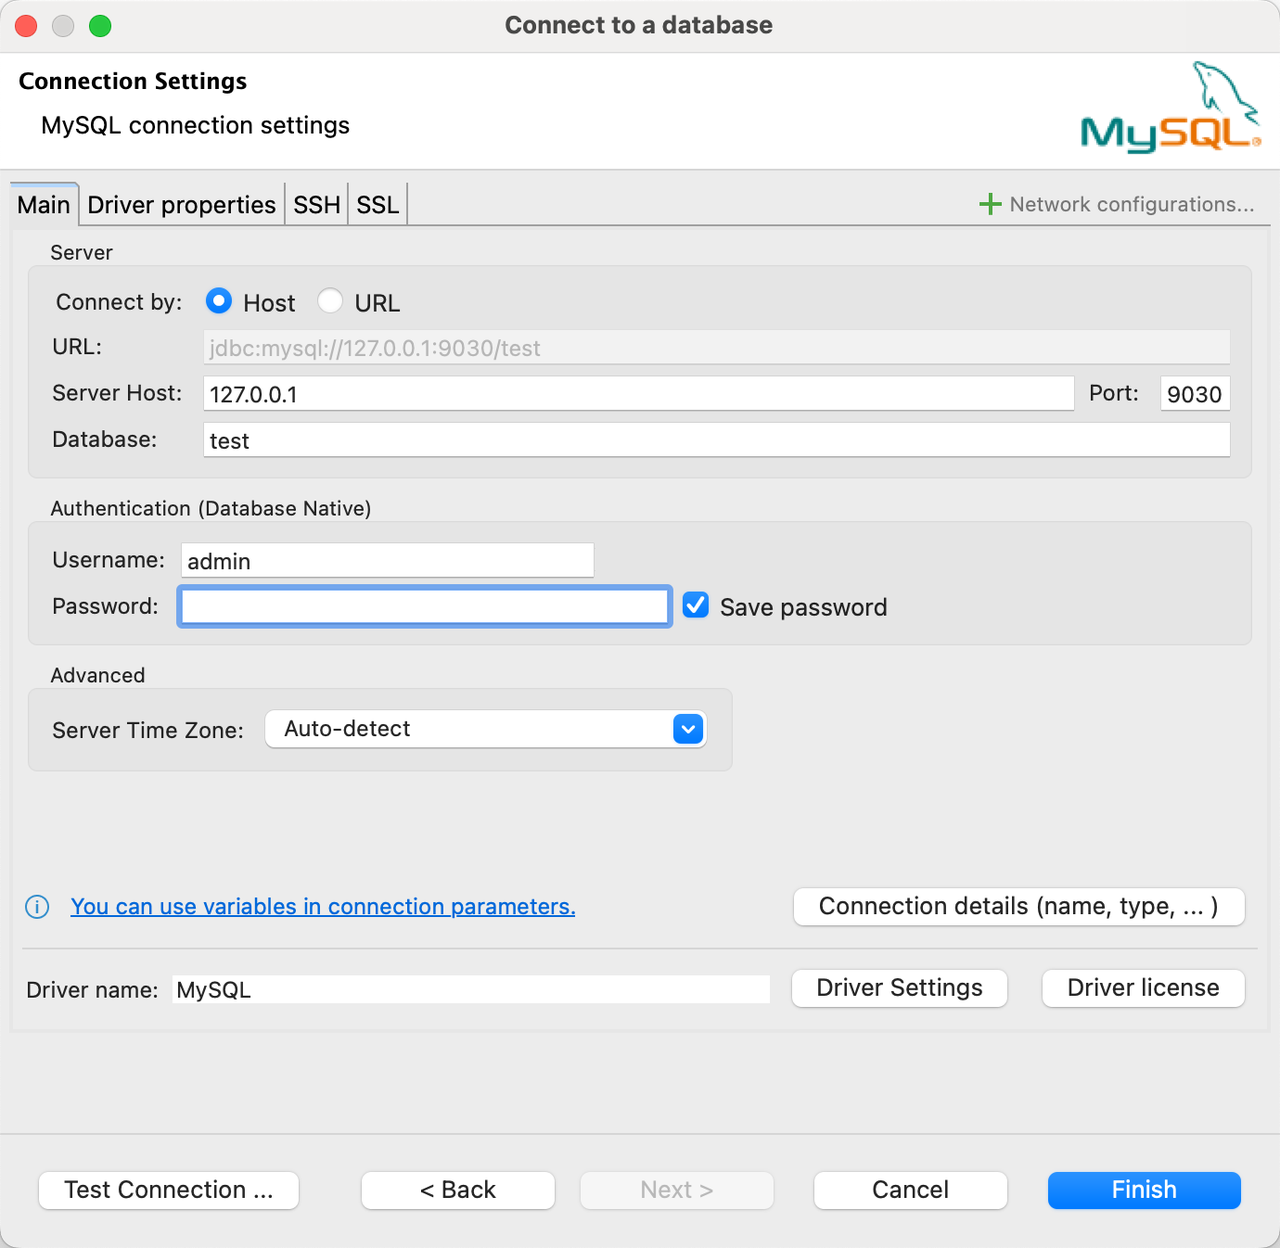 Connect to a database
Connection Settings
MySQL connection settings
MySQL®
Main Driver properties SSH SSL Network configurations...
Server
Connect by: Host URL
URL: jdbc:mysql://127.0.0.1:9030/test
Server Host: 127.0.0.1 Port: 9030
Database: test
Authentication (Database Native)
Username: admin
Password: Save password
Advanced
Server Time Zone: Auto-detect
You can use variables in connection parameters. Connection details (name, type, ... )
Driver name: MySQL Driver Settings Driver license
Test Connection ... < Back Next > Cancel Finish